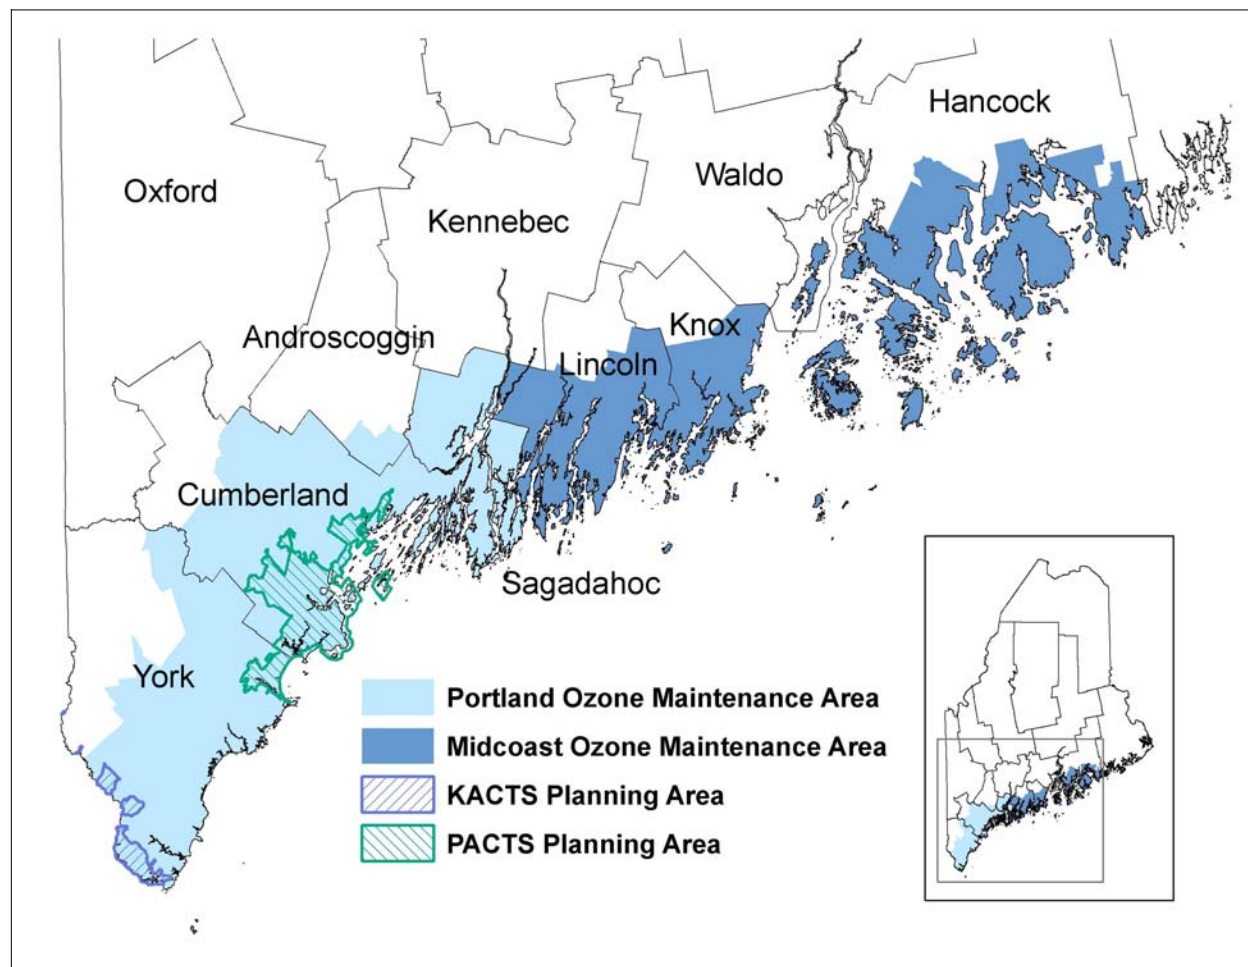 Hancock
Waldo
Oxford
Kennebec
Knox
Androscoggin
Lincoln
Cumberland
Sagadahoc
York
Portland Ozone Maintenance Area
Midcoast Ozone Maintenance Area
KACTS Planning Area
PACTS Planning Area